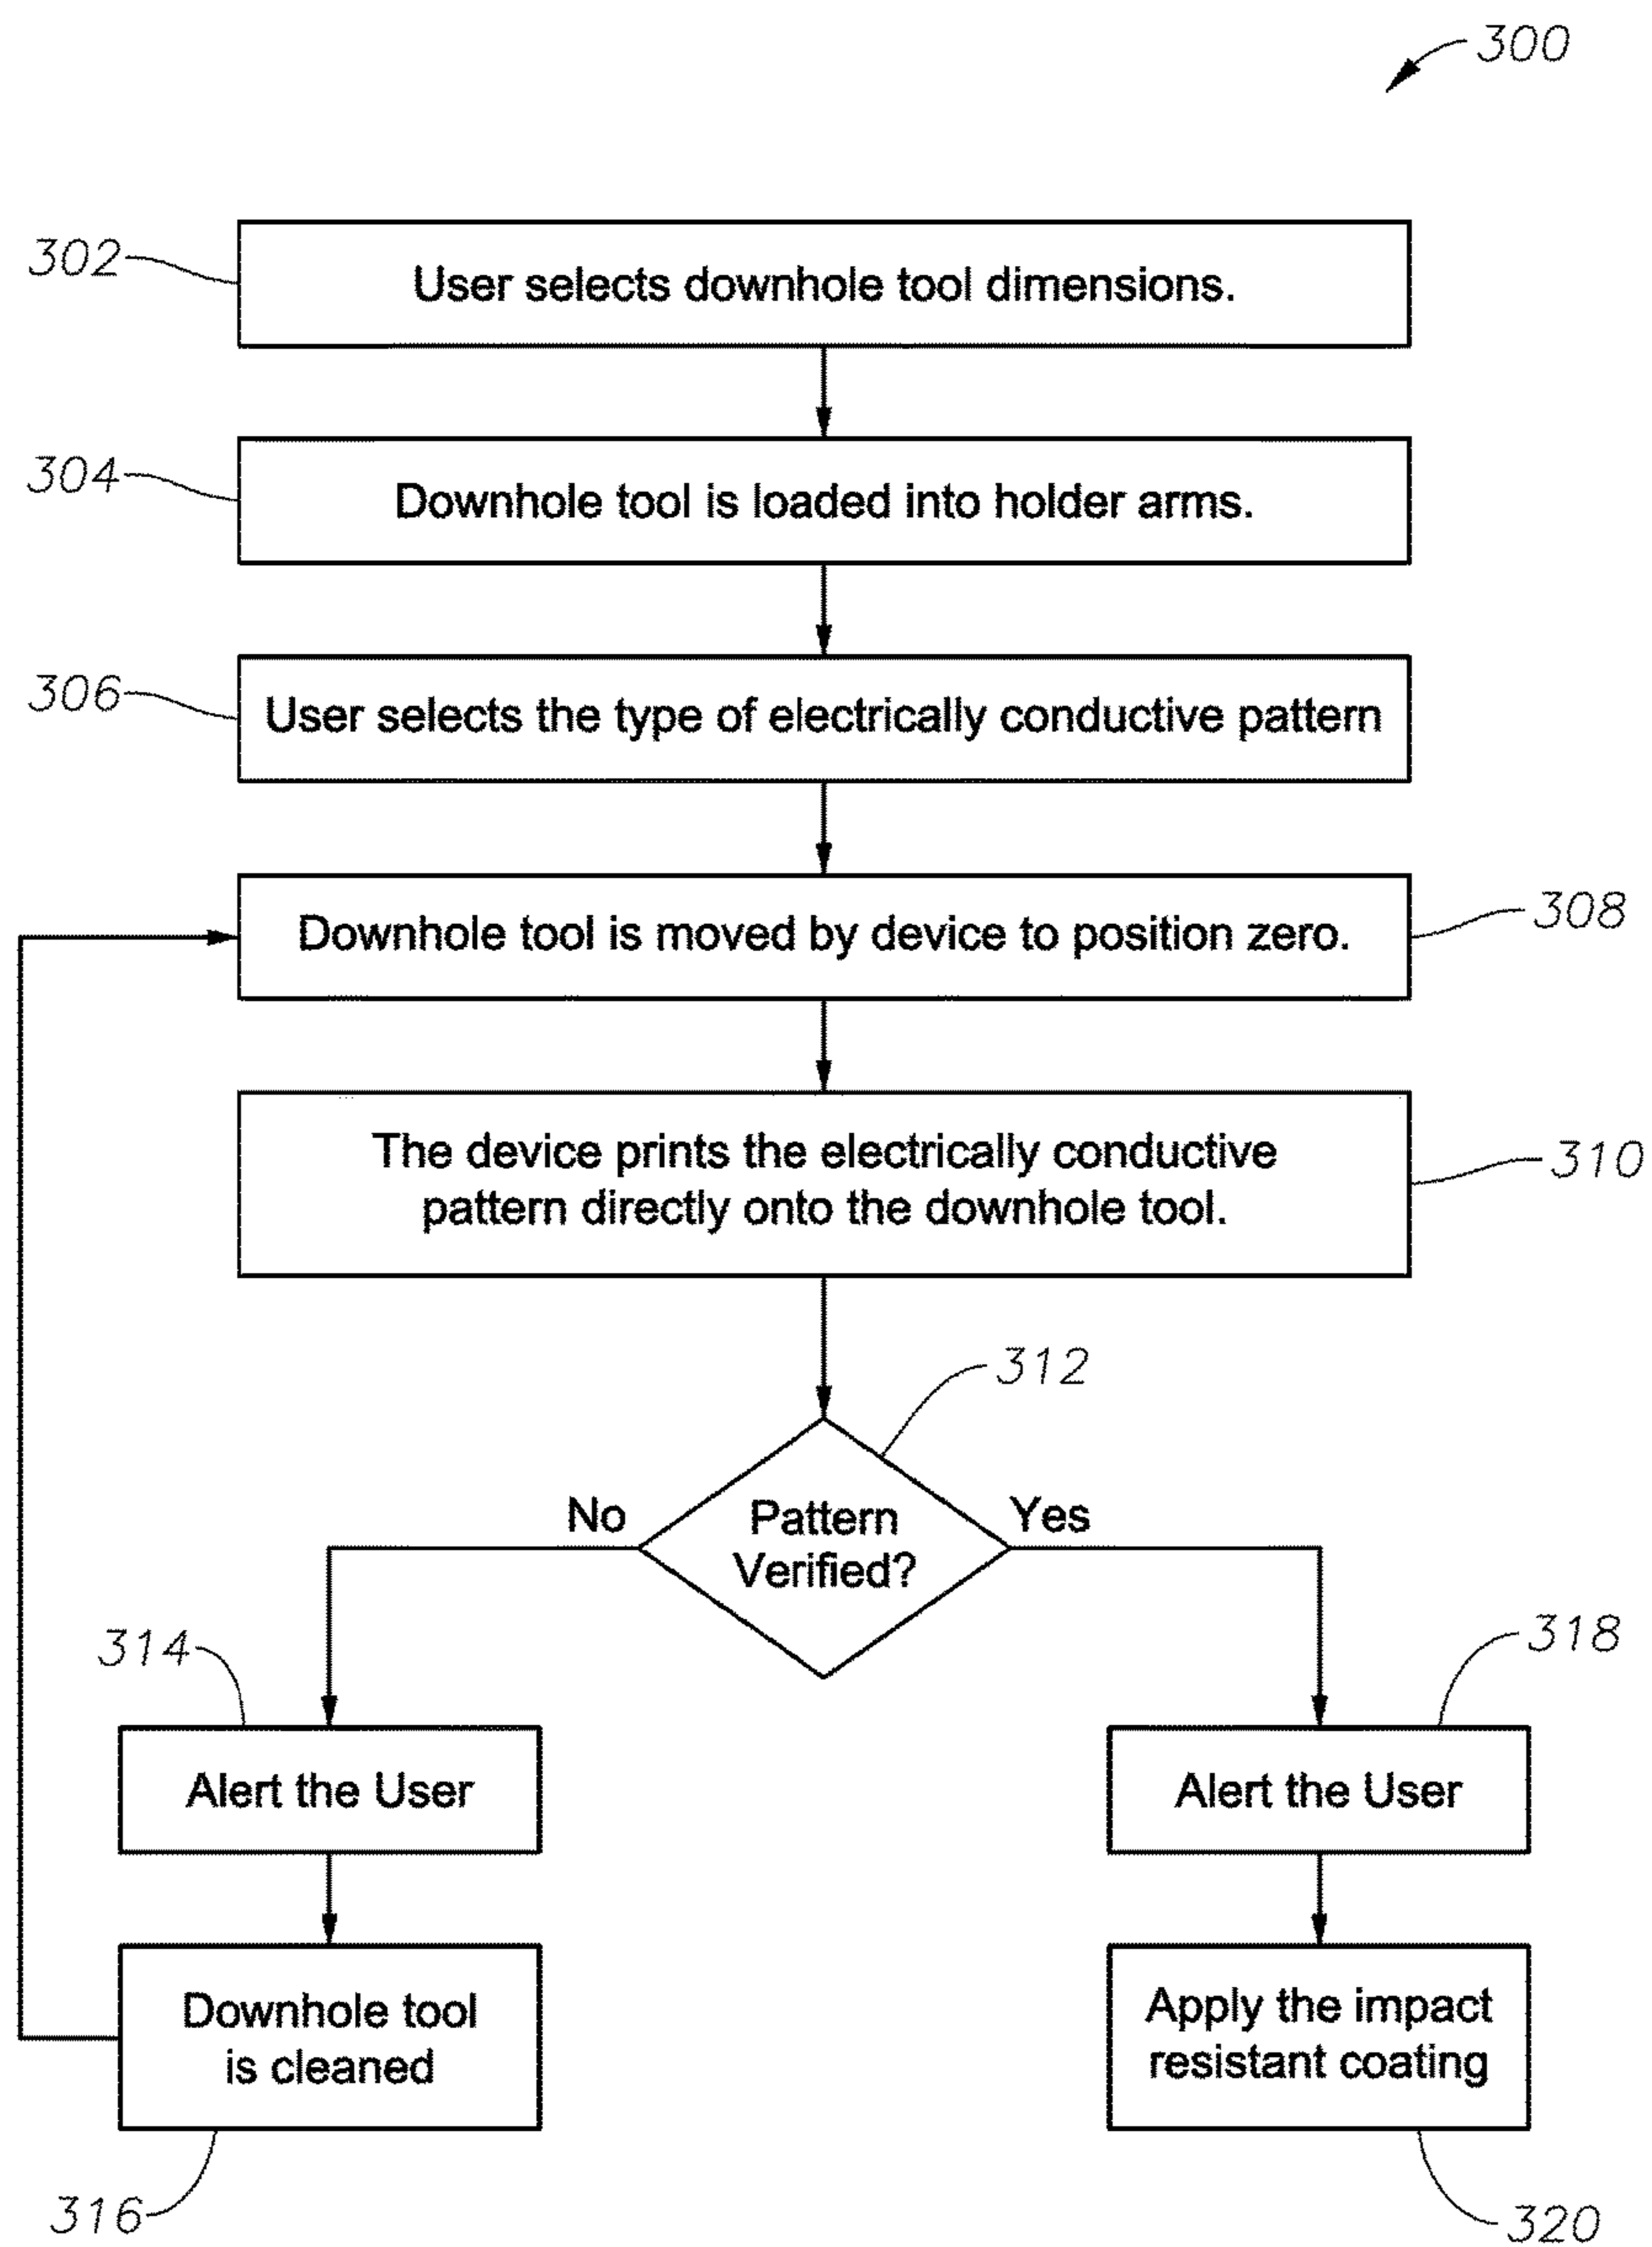 300
302
User selects downhole tool dimensions.
304
Downhole tool is loaded into holder arms.
306
User selects the type of electrically conductive pattern
308
Downhole tool is moved by device to position zero.
310
The device prints the electrically conductive
pattern directly onto the downhole tool.
312
No
Pattern
Verified?
Yes
314
Alert the User
318
Alert the User
Downhole tool
is cleaned
316
Apply the impact
resistant coating
320